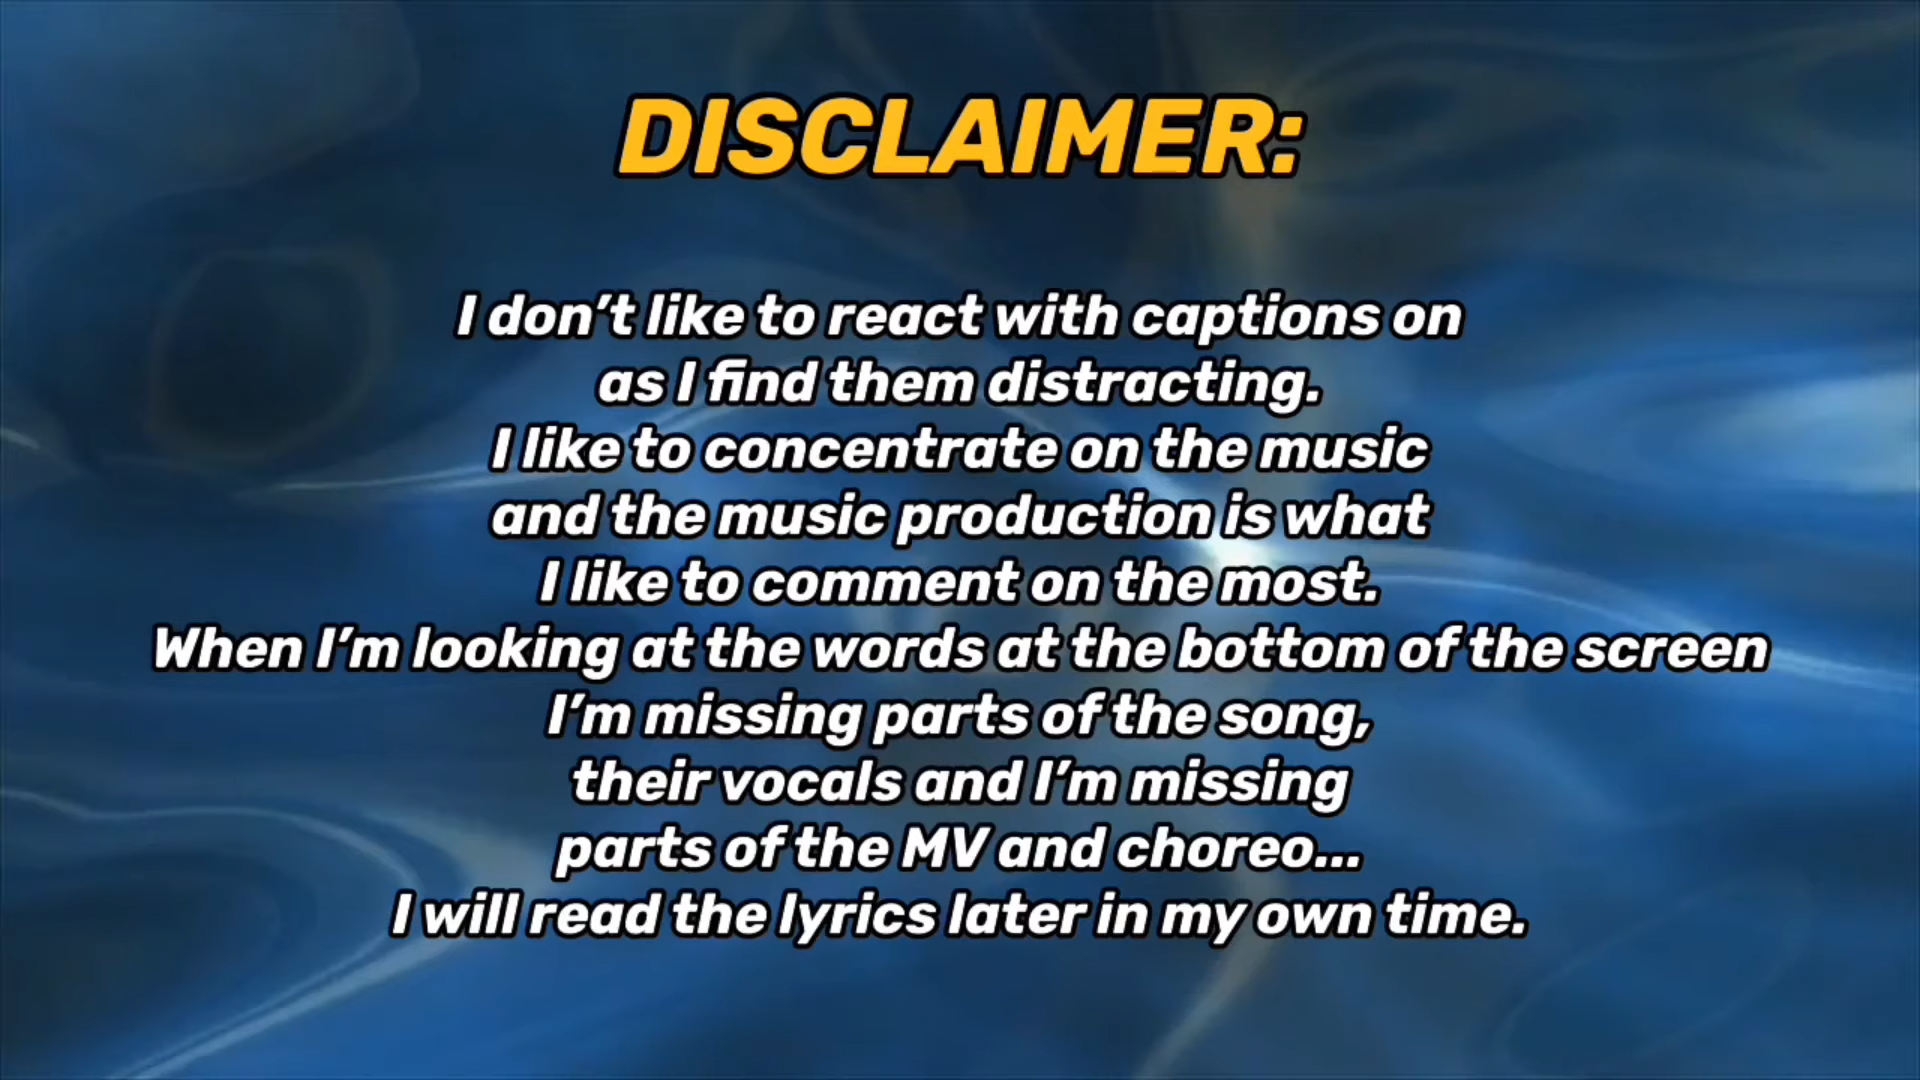 DISCLAIMER:
I don’t like to react with captions on
as I find them distracting.
I like to concentrate on the music
and the music production is what
I like to comment on the most.
When I’m looking at the words at the bottom of the screen
I’m missing parts of the song,
their vocals and I’m missing
parts of the MV and choreo...
I will read the lyrics later in my own time.